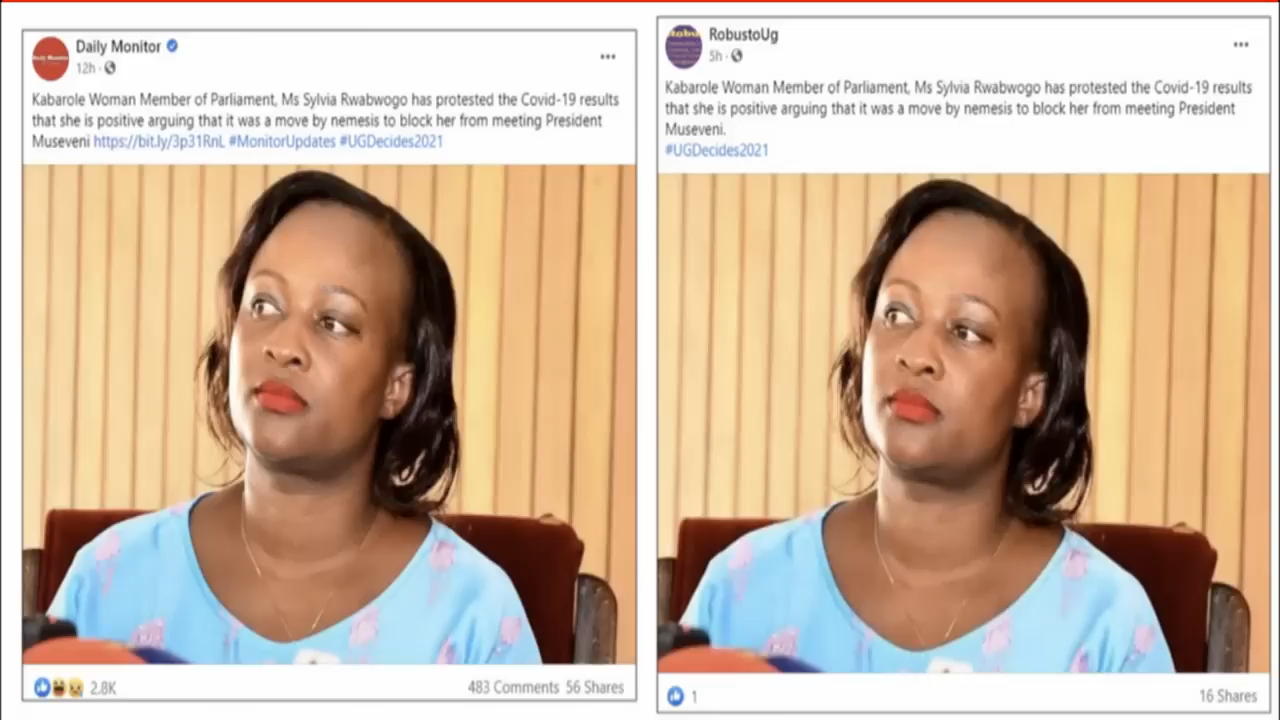 Daily Monitor
12h
Kabarole Woman Member of Parliament, Ms Sylvia Rwabwogo has protested the Covid-19 results
that she is positive arguing that it was a move by nemesis to block her from meeting President
Museveni https://bit.ly/3p31RnL #MonitorUpdates #UGDecides2021
2.8K
483 Comments 56 Shares
RobustoUg
5h
Kabarole Woman Member of Parliament, Ms Sylvia Rwabwogo has protested the Covid-19 results
that she is positive arguing that it was a move by nemesis to block her from meeting President
Museveni.
#UGDecides2021
1
16 Shares